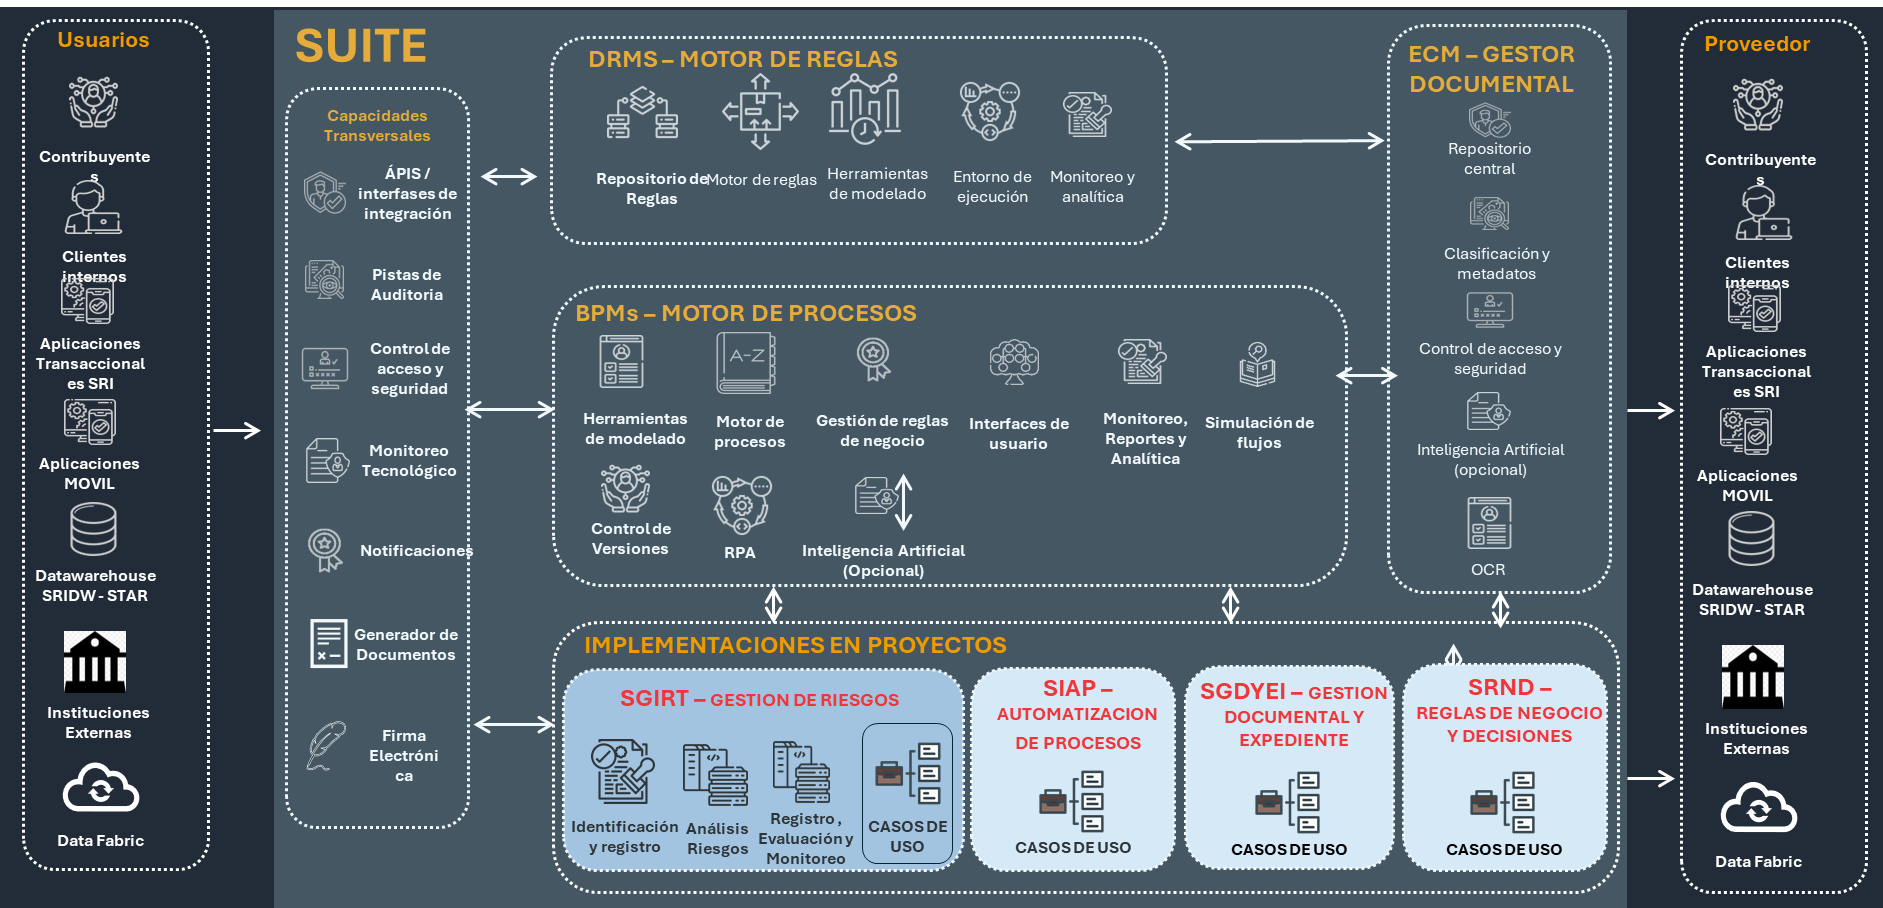 Usuarios
Contribuyente
s
Clientes
internos
Aplicaciones
Transaccional
es SRI
Aplicaciones
MOVIL
Datawarehouse
SRIDW - STAR
Instituciones
Externas
Data Fabric
SUITE
Capacidades
Transversales
ÁPIS /
interfases de
integración
Pistas de
Auditoria
Control de
acceso y
seguridad
Monitoreo
Tecnológico
Notificaciones
Generador de
Documentos
Firma
Electróni
ca
DRMS – MOTOR DE REGLAS
Repositorio de
Reglas
Motor de reglas
Herramientas
de modelado
Entorno de
ejecución
Monitoreo y
analítica
BPMs – MOTOR DE PROCESOS
Herramientas
de modelado
A-Z
Motor de
procesos
Gestión de reglas
de negocio
Interfaces de
usuario
Monitoreo,
Reportes y
Analítica
Simulación de
flujos
Control de
Versiones
RPA
Inteligencia Artificial
(Opcional)
ECM – GESTOR
DOCUMENTAL
Repositorio
central
Clasificación y
metadatos
Control de acceso y
seguridad
Inteligencia Artificial
(opcional)
OCR
IMPLEMENTACIONES EN PROYECTOS
SGIRT – GESTION DE RIESGOS
Identificación
y registro
Análisis
Riesgos
Registro ,
Evaluación y
Monitoreo
CASOS DE
USO
SIAP –
AUTOMATIZACION
DE PROCESOS
CASOS DE USO
SGDYEI – GESTION
DOCUMENTAL Y
EXPEDIENTE
CASOS DE USO
SRND –
REGLAS DE NEGOCIO
Y DECISIONES
CASOS DE USO
Proveedor
Contribuyente
s
Clientes
internos
Aplicaciones
Transaccional
es SRI
Aplicaciones
MOVIL
Datawarehouse
SRIDW - STAR
Instituciones
Externas
Data Fabric